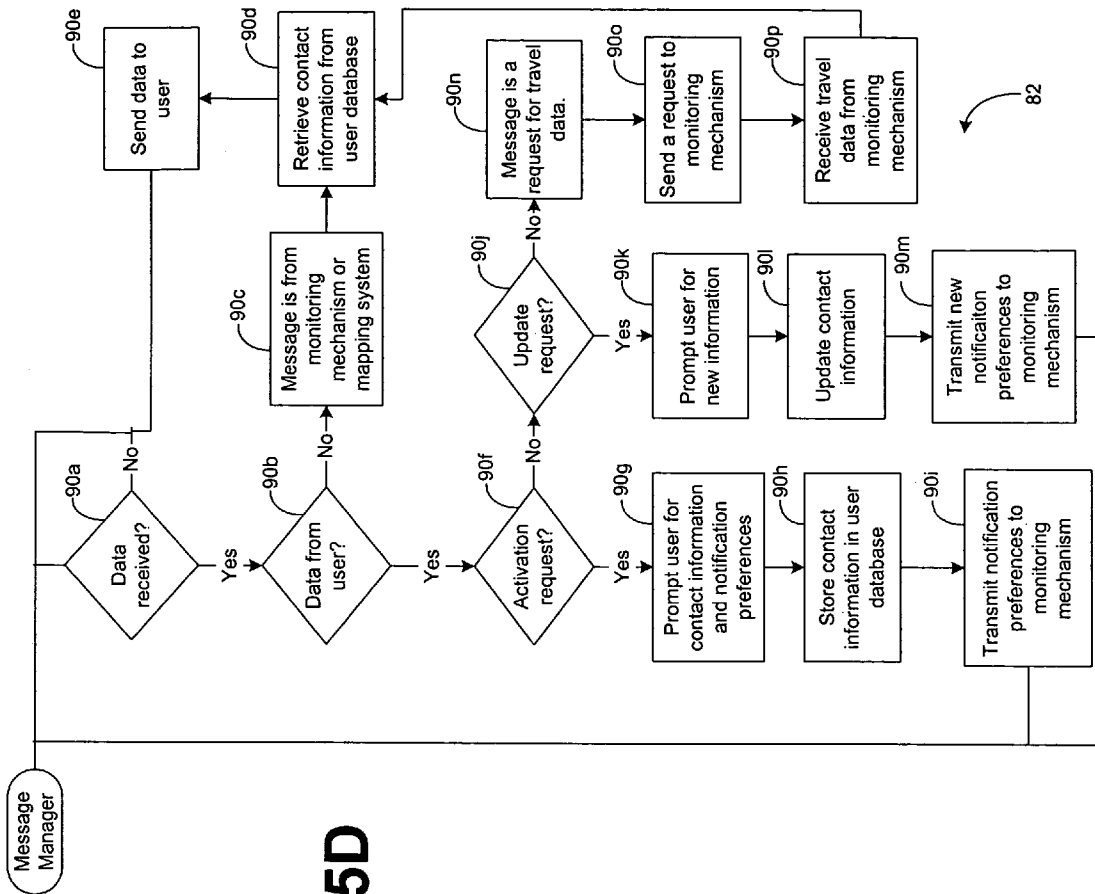 Message
Manager
90a
Data
received?
No
Yes
90b
Data from
user?
No
Yes
90c
Message is from
monitoring
mechanism or
mapping system
90d
Retrieve contact
information from
user database
90e
Send data to
user
90f
Activation
request?
No
Yes
90g
Prompt user for
contact information
and notification
preferences
90h
Store contact
information in user
database
90i
Transmit notification
preferences to
monitoring
mechanism
90j
Update
request?
No
Yes
90k
Prompt user for
new information
90l
Update contact
information
90m
Transmit new
notificaiton
preferences to
monitoring
mechanism
90n
Message is a
request for travel
data.
90o
Send a request to
monitoring
mechanism
90p
Receive travel
data from
monitoring
mechanism
82
5D